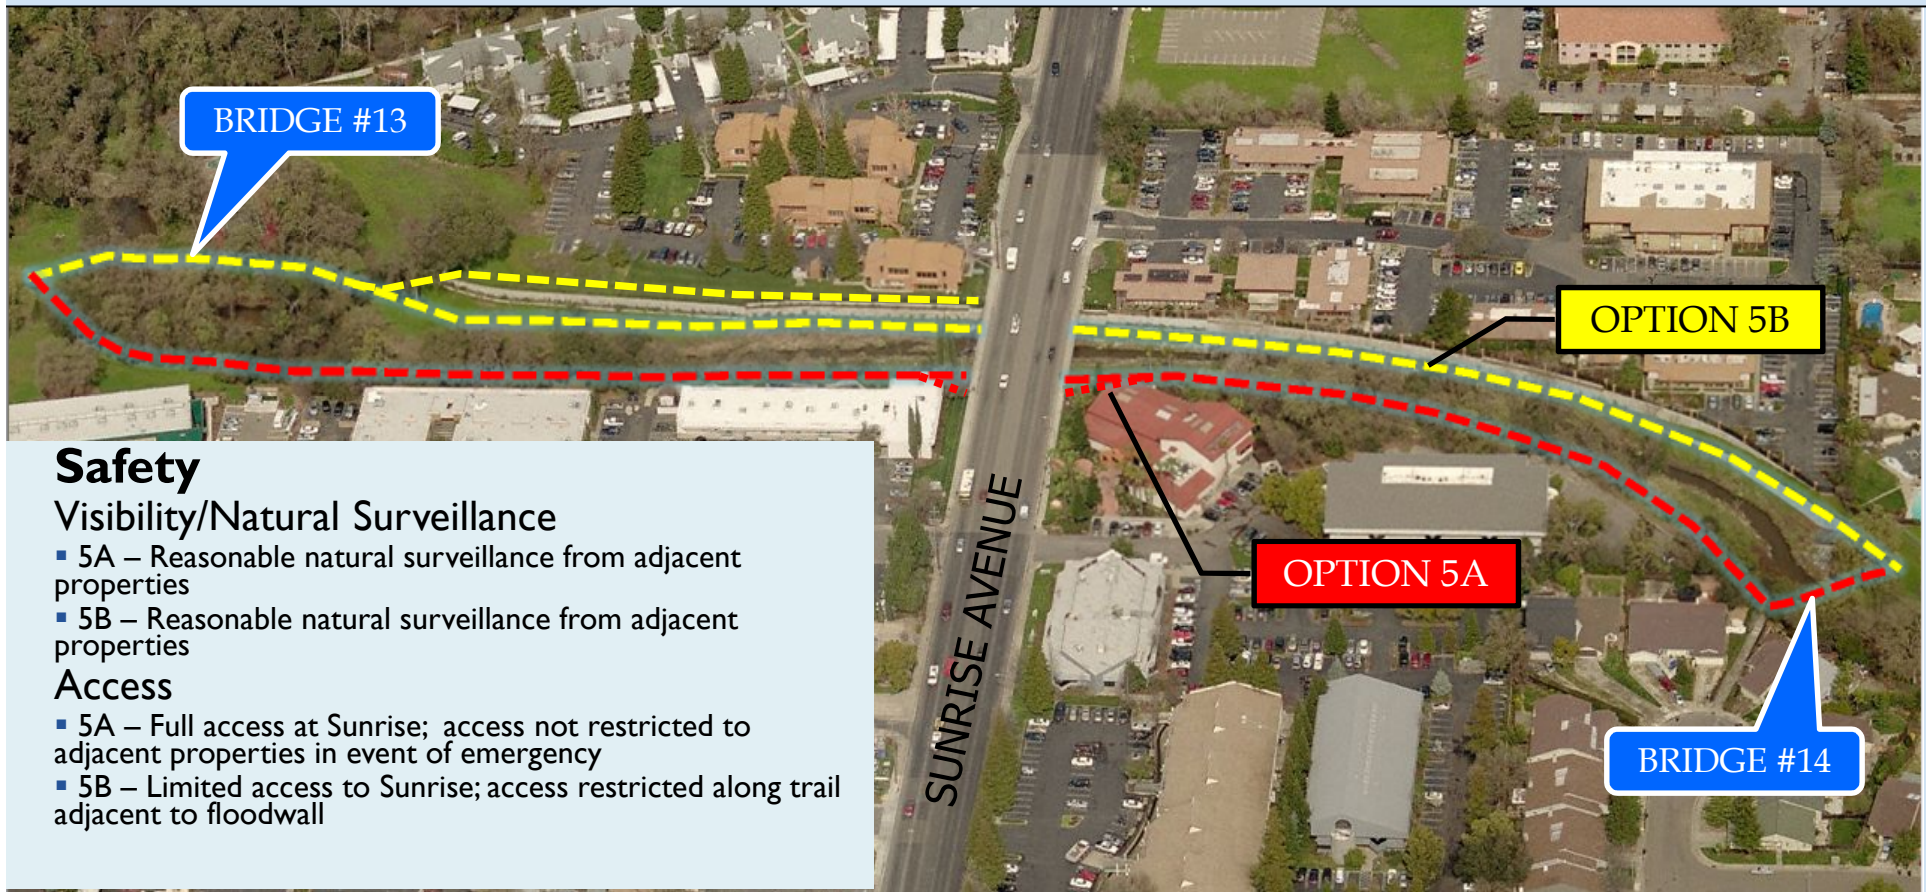 BRIDGE #13
OPTION 5B
OPTION 5A
SUNRISE AVENUE
BRIDGE #14
Safety
Visibility/Natural Surveillance
▪ 5A – Reasonable natural surveillance from adjacent
properties
▪ 5B – Reasonable natural surveillance from adjacent
properties
Access
▪ 5A – Full access at Sunrise; access not restricted to
adjacent properties in event of emergency
▪ 5B – Limited access to Sunrise; access restricted along trail
adjacent to floodwall